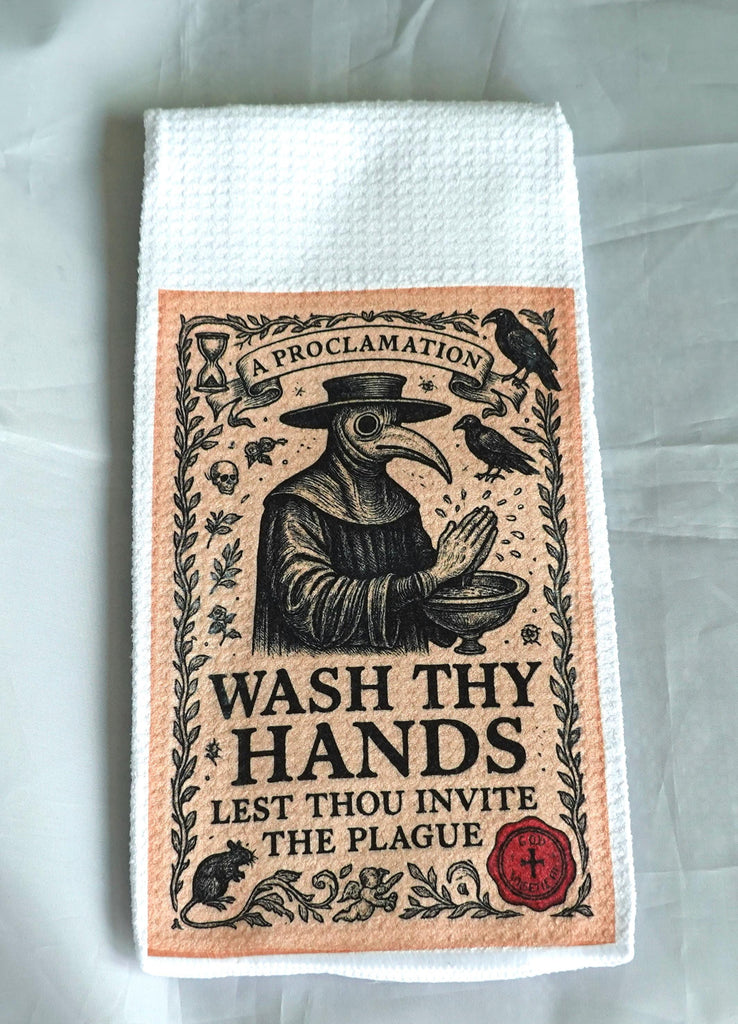 A PROCLAMATION
WASH THY
HANDS
LEST THOU INVITE
THE PLAGUE